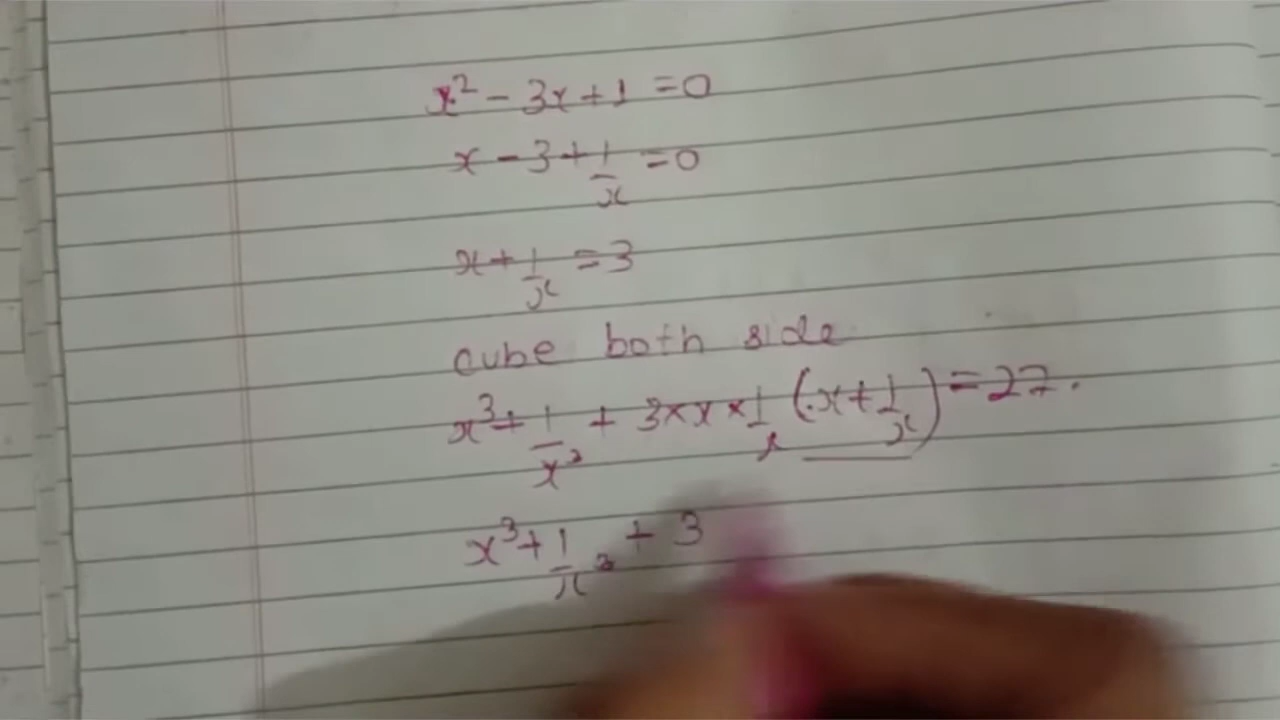 x² - 3x + 1 = 0
x - 3 + 1/x = 0
x + 1/x = 3
cube both side
x³ + 1/x³ + 3 × x × 1/x (x + 1/x) = 27.
x³ + 1/x³ + 3